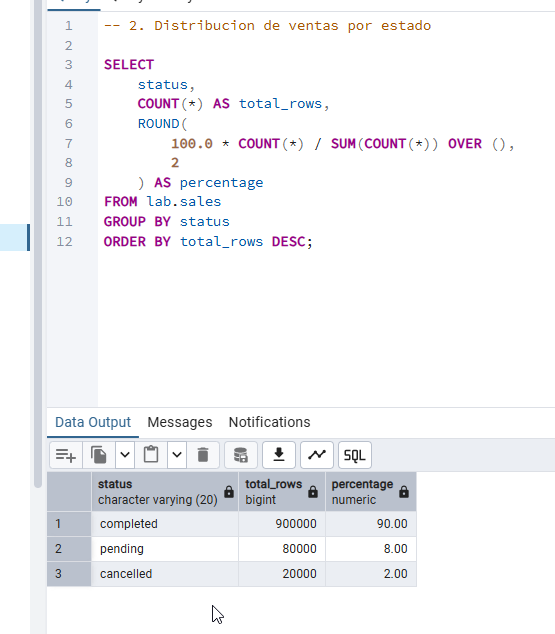 1 -- 2. Distribucion de ventas por estado
2
3 SELECT
4 status,
5 COUNT(*) AS total_rows,
6 ROUND(
7 100.0 * COUNT(*) / SUM(COUNT(*)) OVER (),
8 2
9 ) AS percentage
10 FROM lab.sales
11 GROUP BY status
12 ORDER BY total_rows DESC;
Data Output Messages Notifications
SQL
status total_rows percentage
character varying (20) bigint numeric
1 completed 900000 90.00
2 pending 80000 8.00
3 cancelled 20000 2.00